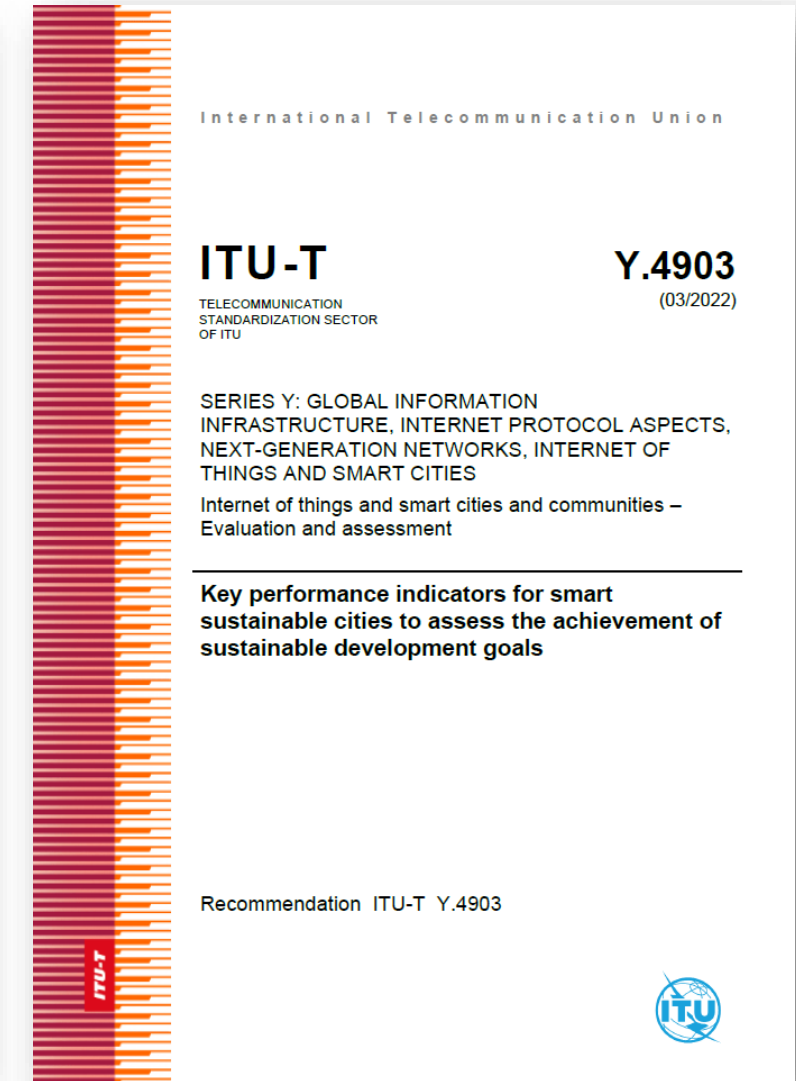 International Telecommunication Union
ITU-T
Y.4903
TELECOMMUNICATION
STANDARDIZATION SECTOR
OF ITU
(03/2022)
SERIES Y: GLOBAL INFORMATION
INFRASTRUCTURE, INTERNET PROTOCOL ASPECTS,
NEXT-GENERATION NETWORKS, INTERNET OF
THINGS AND SMART CITIES
Internet of things and smart cities and communities –
Evaluation and assessment
Key performance indicators for smart
sustainable cities to assess the achievement of
sustainable development goals
Recommendation ITU-T Y.4903
ITU-T
ITU